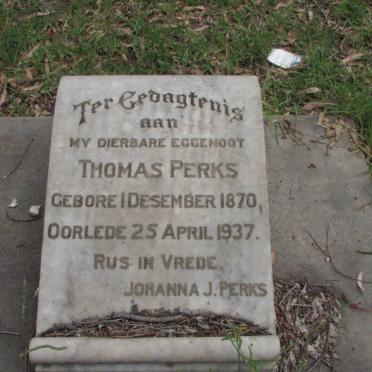 Ter Gedagtenis
aan
MY DIERBARE EGGENOOT
THOMAS PERKS
GEBORE 1 DESEMBER 1870,
OORLEDE 25 APRIL 1937.
RUS IN VREDE.
JOHANNA J. PERKS